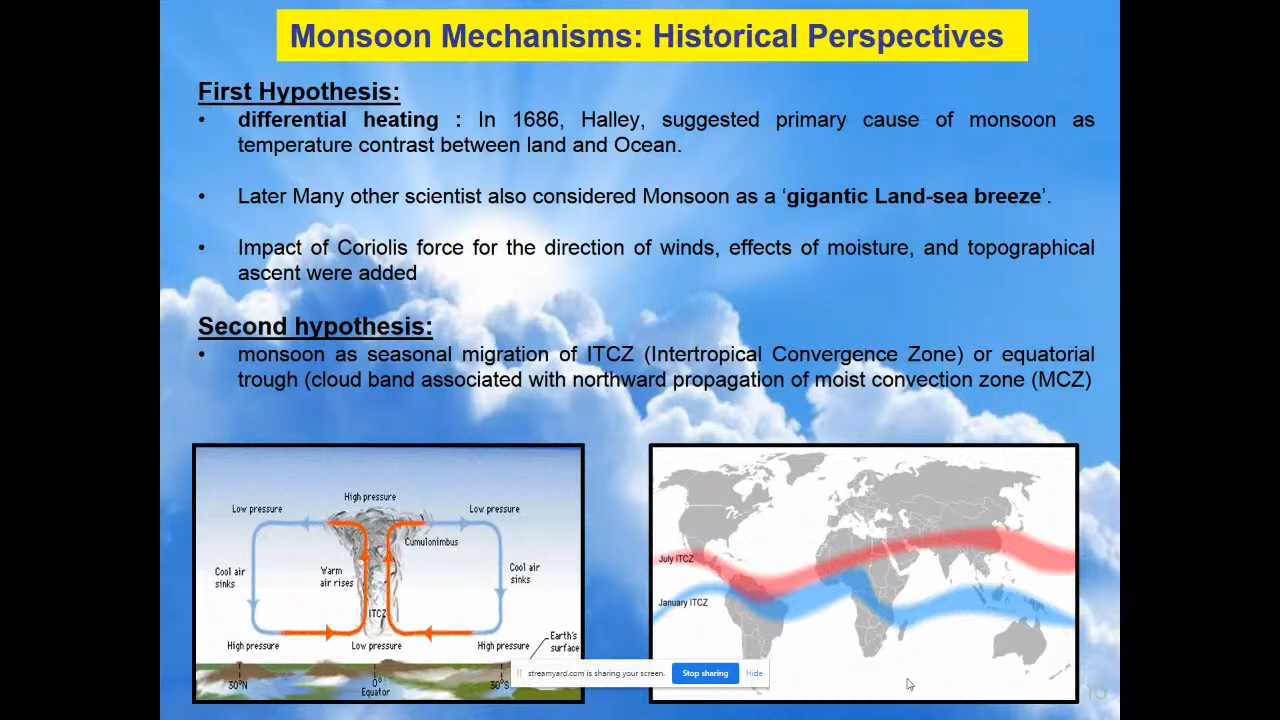 Monsoon Mechanisms: Historical Perspectives
First Hypothesis:
• differential heating : In 1686, Halley, suggested primary cause of monsoon as
temperature contrast between land and Ocean.
• Later Many other scientist also considered Monsoon as a ‘gigantic Land-sea breeze’.
• Impact of Coriolis force for the direction of winds, effects of moisture, and topographical
ascent were added
Second hypothesis:
• monsoon as seasonal migration of ITCZ (Intertropical Convergence Zone) or equatorial
trough (cloud band associated with northward propagation of moist convection zone (MCZ)
High pressure
Low pressure
Low pressure
Cumulonimbus
Cool air
sinks
Warm
air rises
Cool air
sinks
ITCZ
High pressure
Low pressure
High pressure
Earth's
surface
30°N
0°
Equator
30°S
July ITCZ
January ITCZ
streamyard.com is sharing your screen.
Stop sharing
Hide
10